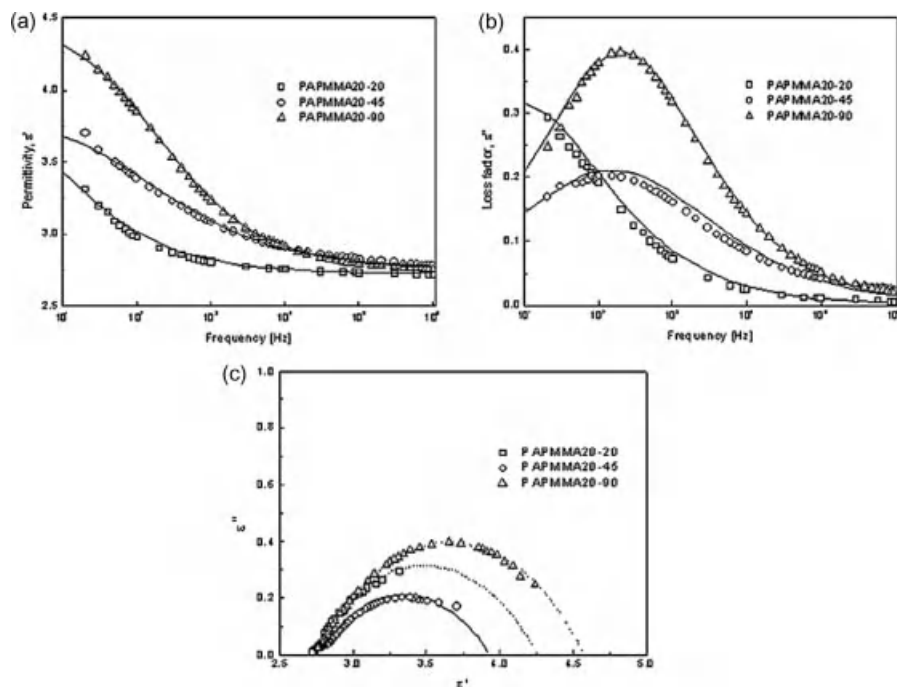 (a)
4.5
4.0
3.5
3.0
2.5
Permittivity, ε'
PAPMMA20-20
PAPMMA20-45
PAPMMA20-90
Frequency [Hz]
(b)
0.4
0.3
0.2
0.1
0.0
PAPMMA20-20
PAPMMA20-45
PAPMMA20-90
Frequency [Hz]
(c)
1.0
0.8
0.6
0.4
0.2
0.0
ε''
PAPMMA20-20
PAPMMA20-45
PAPMMA20-90
2.5 3.0 3.5 4.0 4.5 5.0
ε'